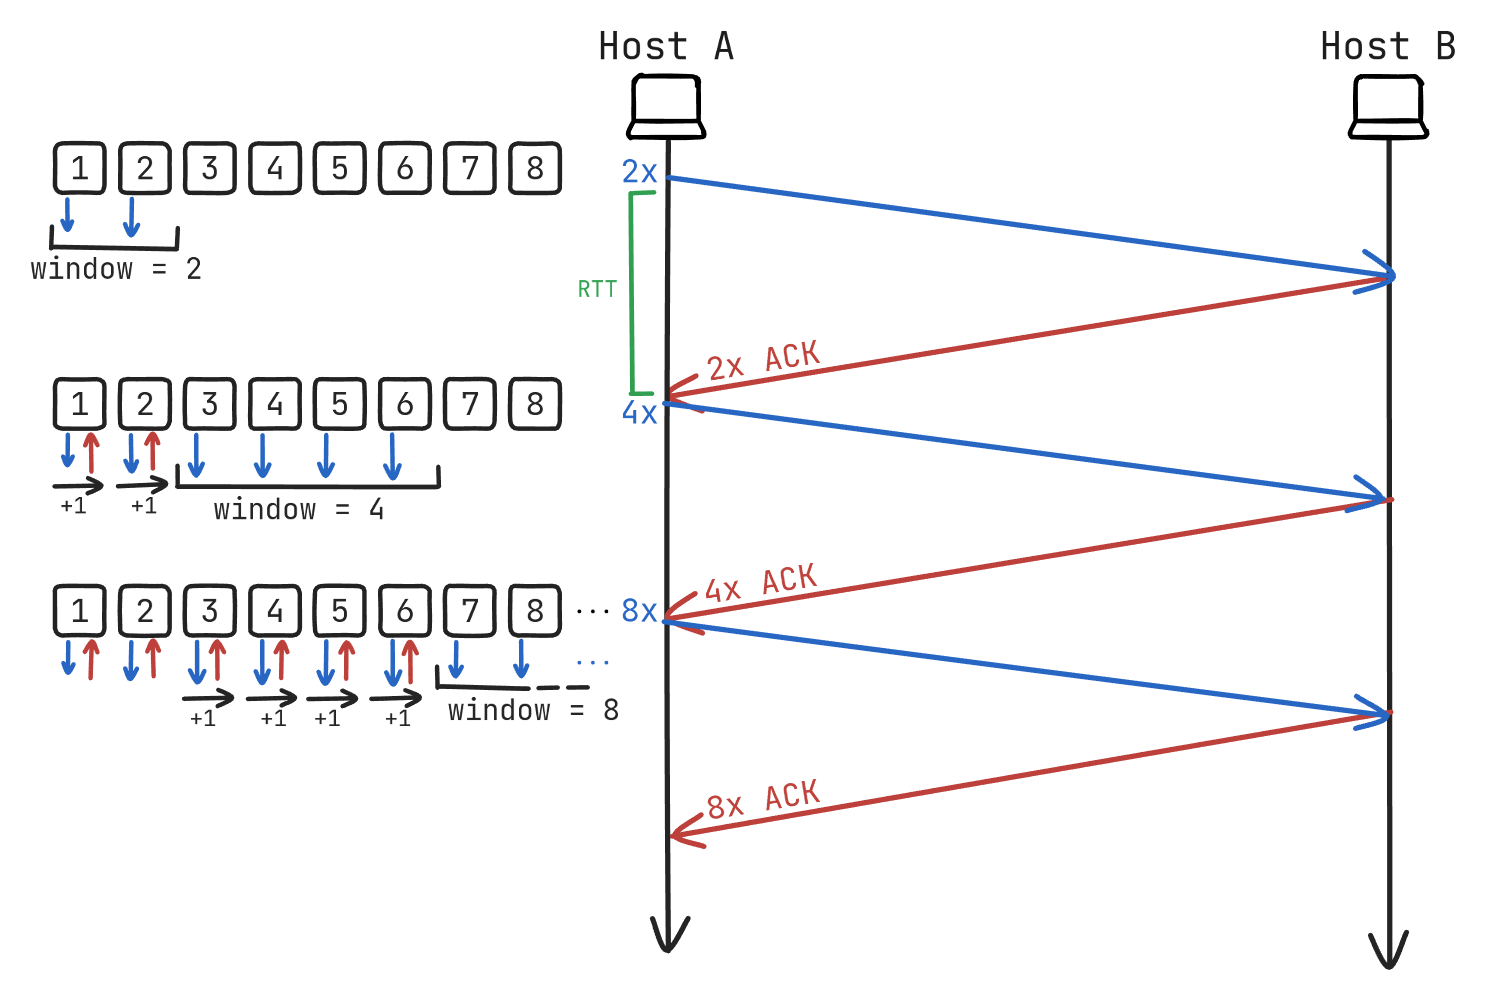 Host A
Host B
1 2 3 4 5 6 7 8
window = 2
2x
RTT
2x ACK
1 2 3 4 5 6 7 8
+1 +1
window = 4
4x
4x ACK
1 2 3 4 5 6 7 8 ...
...
+1 +1 +1 +1
window = 8
8x
8x ACK